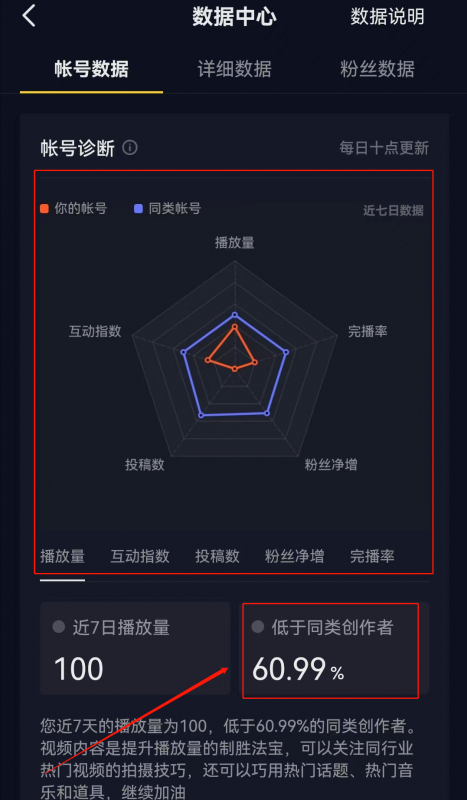 数据中心
数据说明
帐号数据
详细数据
粉丝数据
帐号诊断
每日十点更新
你的帐号
同类帐号
近七日数据
播放量
互动指数
完播率
投稿数
粉丝净增
播放量
互动指数
投稿数
粉丝净增
完播率
近7日播放量
低于同类创作者
100
60.99%
您近7天的播放量为100，低于60.99%的同类创作者。
视频内容是提升播放量的制胜法宝，可以关注同行业
热门视频的拍摄技巧，还可以巧用热门话题、热门音
乐和道具，继续加油